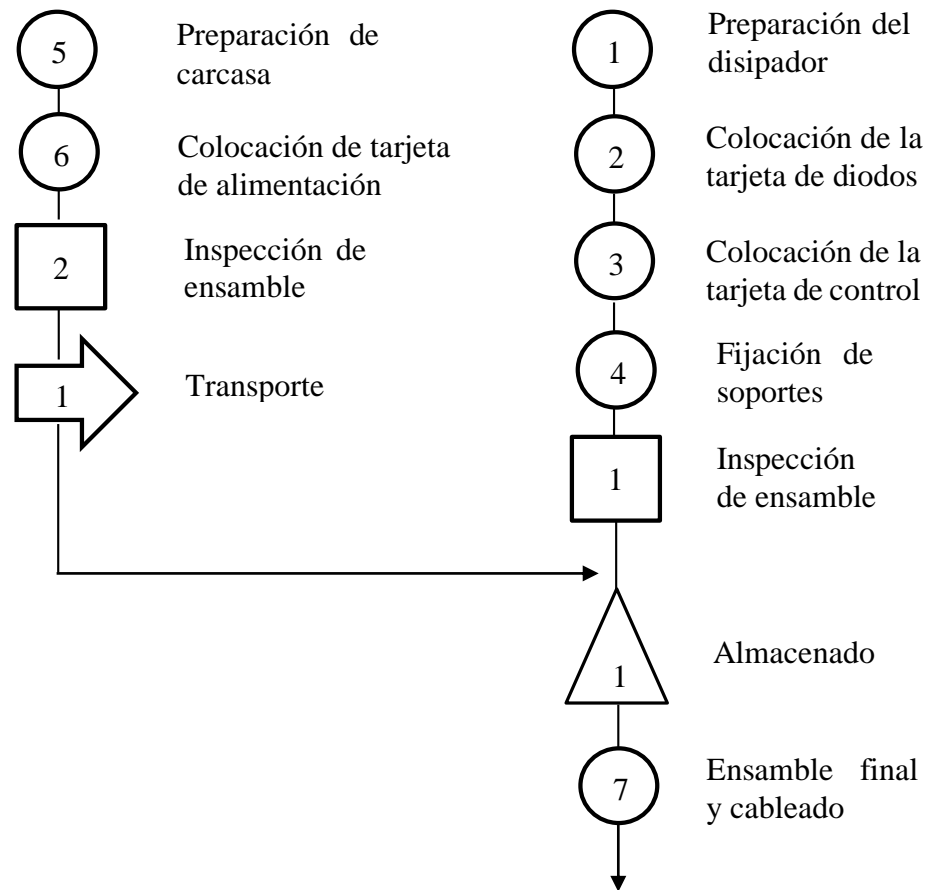 5
Preparación de
carcasa
6
Colocación de tarjeta
de alimentación
2
Inspección de
ensamble
1
Transporte
1
Preparación del
disipador
2
Colocación de la
tarjeta de diodos
3
Colocación de la
tarjeta de control
4
Fijación de
soportes
1
Inspección
de ensamble
1
Almacenado
7
Ensamble final
y cableado